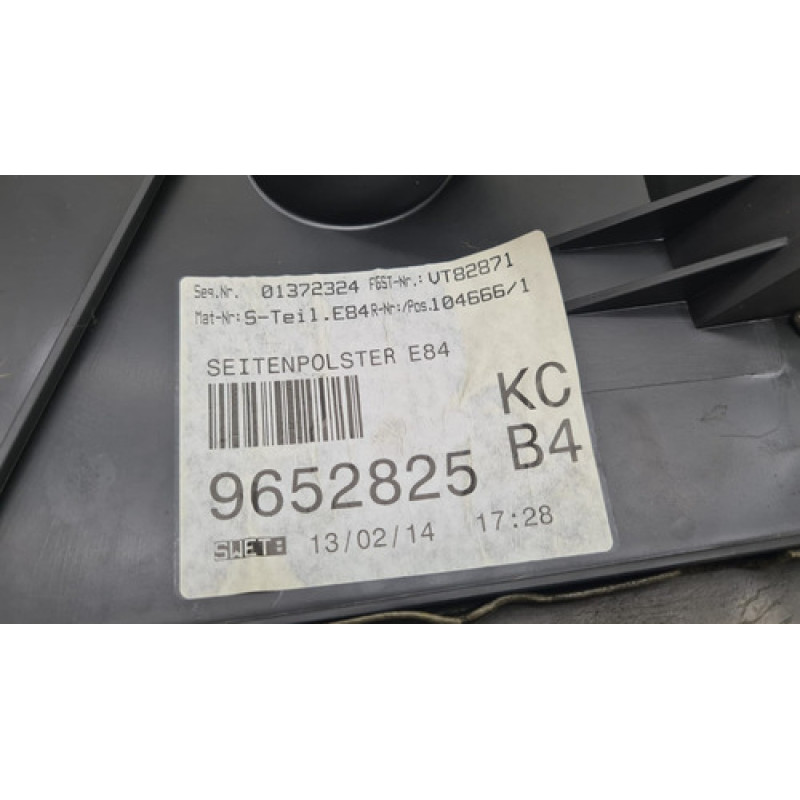 Seq.Nr. 01372324 FGST-Nr.: VT82871
Mat-Nr: S-Teil.E84 R-Nr:/Pos. 104666/1
SEITENPOLSTER E84
KC
9652825 B4
SWET 13/02/14 17:28